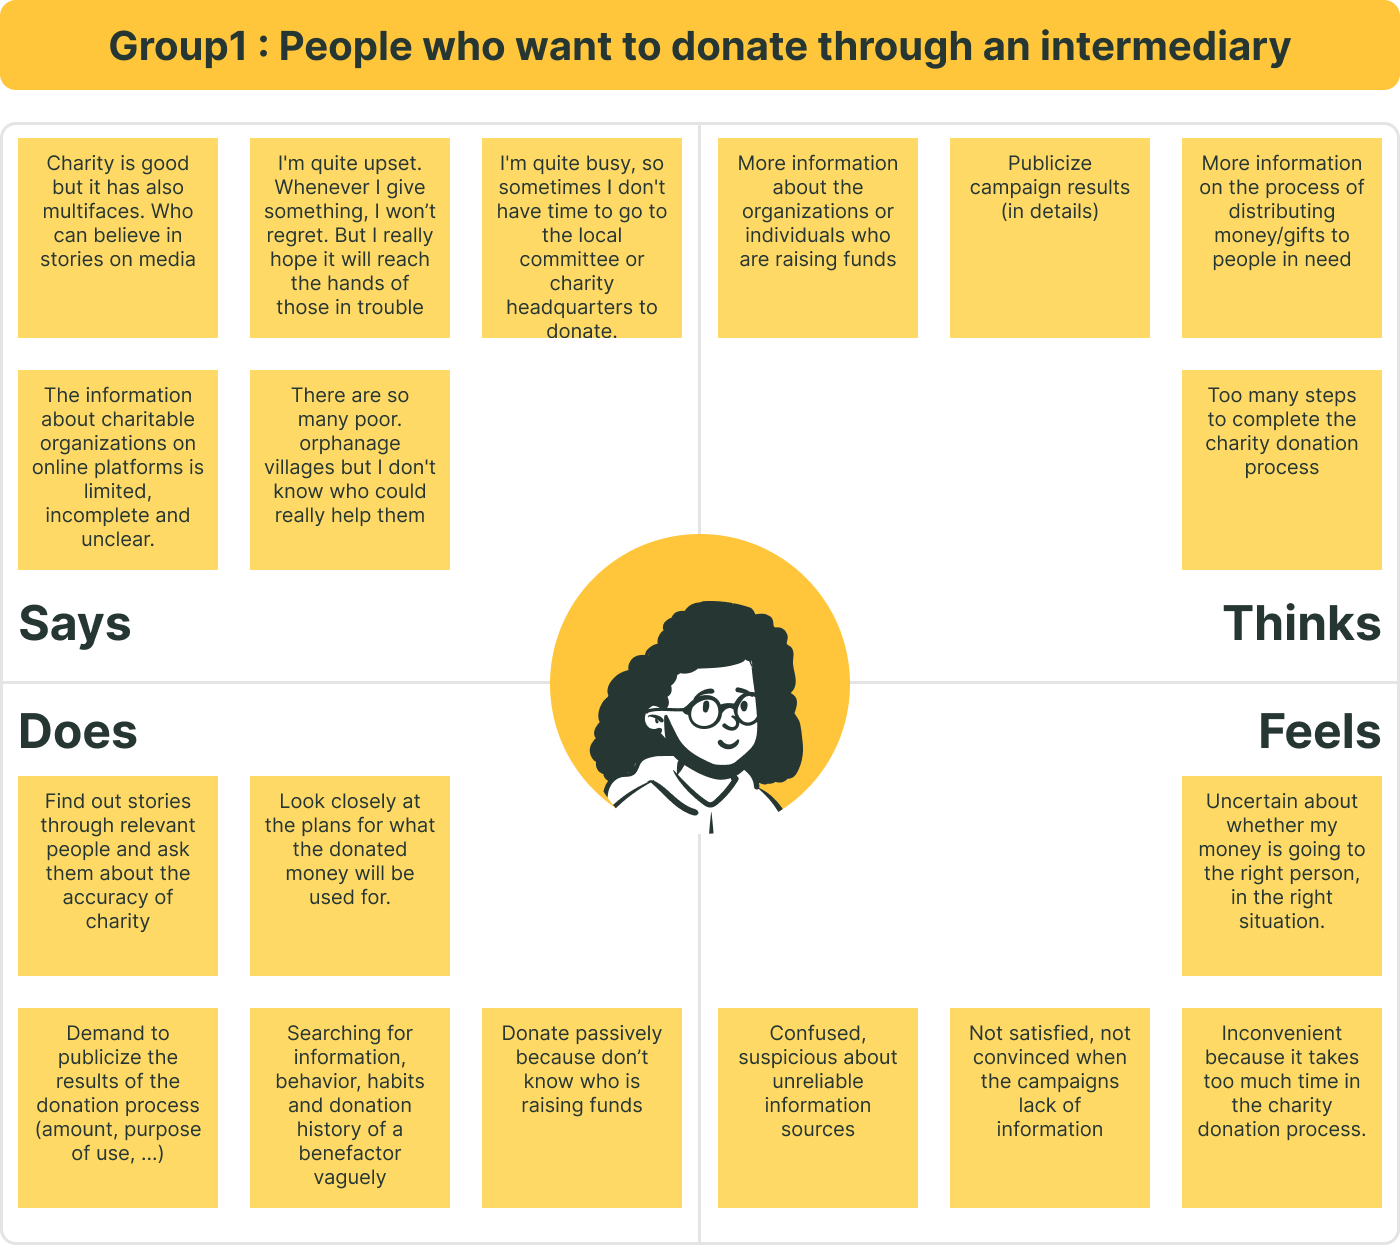 Group1 : People who want to donate through an intermediary
Charity is good
but it has also
multifaces. Who
can believe in
stories on media
I'm quite upset.
Whenever I give
something, I won’t
regret. But I really
hope it will reach
the hands of
those in trouble
I'm quite busy, so
sometimes I don't
have time to go to
the local
committee or
charity
headquarters to
donate.
The information
about charitable
organizations on
online platforms is
limited,
incomplete and
unclear.
There are so
many poor.
orphanage
villages but I don't
know who could
really help them
Says
More information
about the
organizations or
individuals who
are raising funds
Publicize
campaign results
(in details)
More information
on the process of
distributing
money/gifts to
people in need
Too many steps
to complete the
charity donation
process
Thinks
Does
Find out stories
through relevant
people and ask
them about the
accuracy of
charity
Look closely at
the plans for what
the donated
money will be
used for.
Demand to
publicize the
results of the
donation process
(amount, purpose
of use, ...)
Searching for
information,
behavior, habits
and donation
history of a
benefactor
vaguely
Donate passively
because don’t
know who is
raising funds
Feels
Uncertain about
whether my
money is going to
the right person,
in the right
situation.
Confused,
suspicious about
unreliable
information
sources
Not satisfied, not
convinced when
the campaigns
lack of
information
Inconvenient
because it takes
too much time in
the charity
donation process.